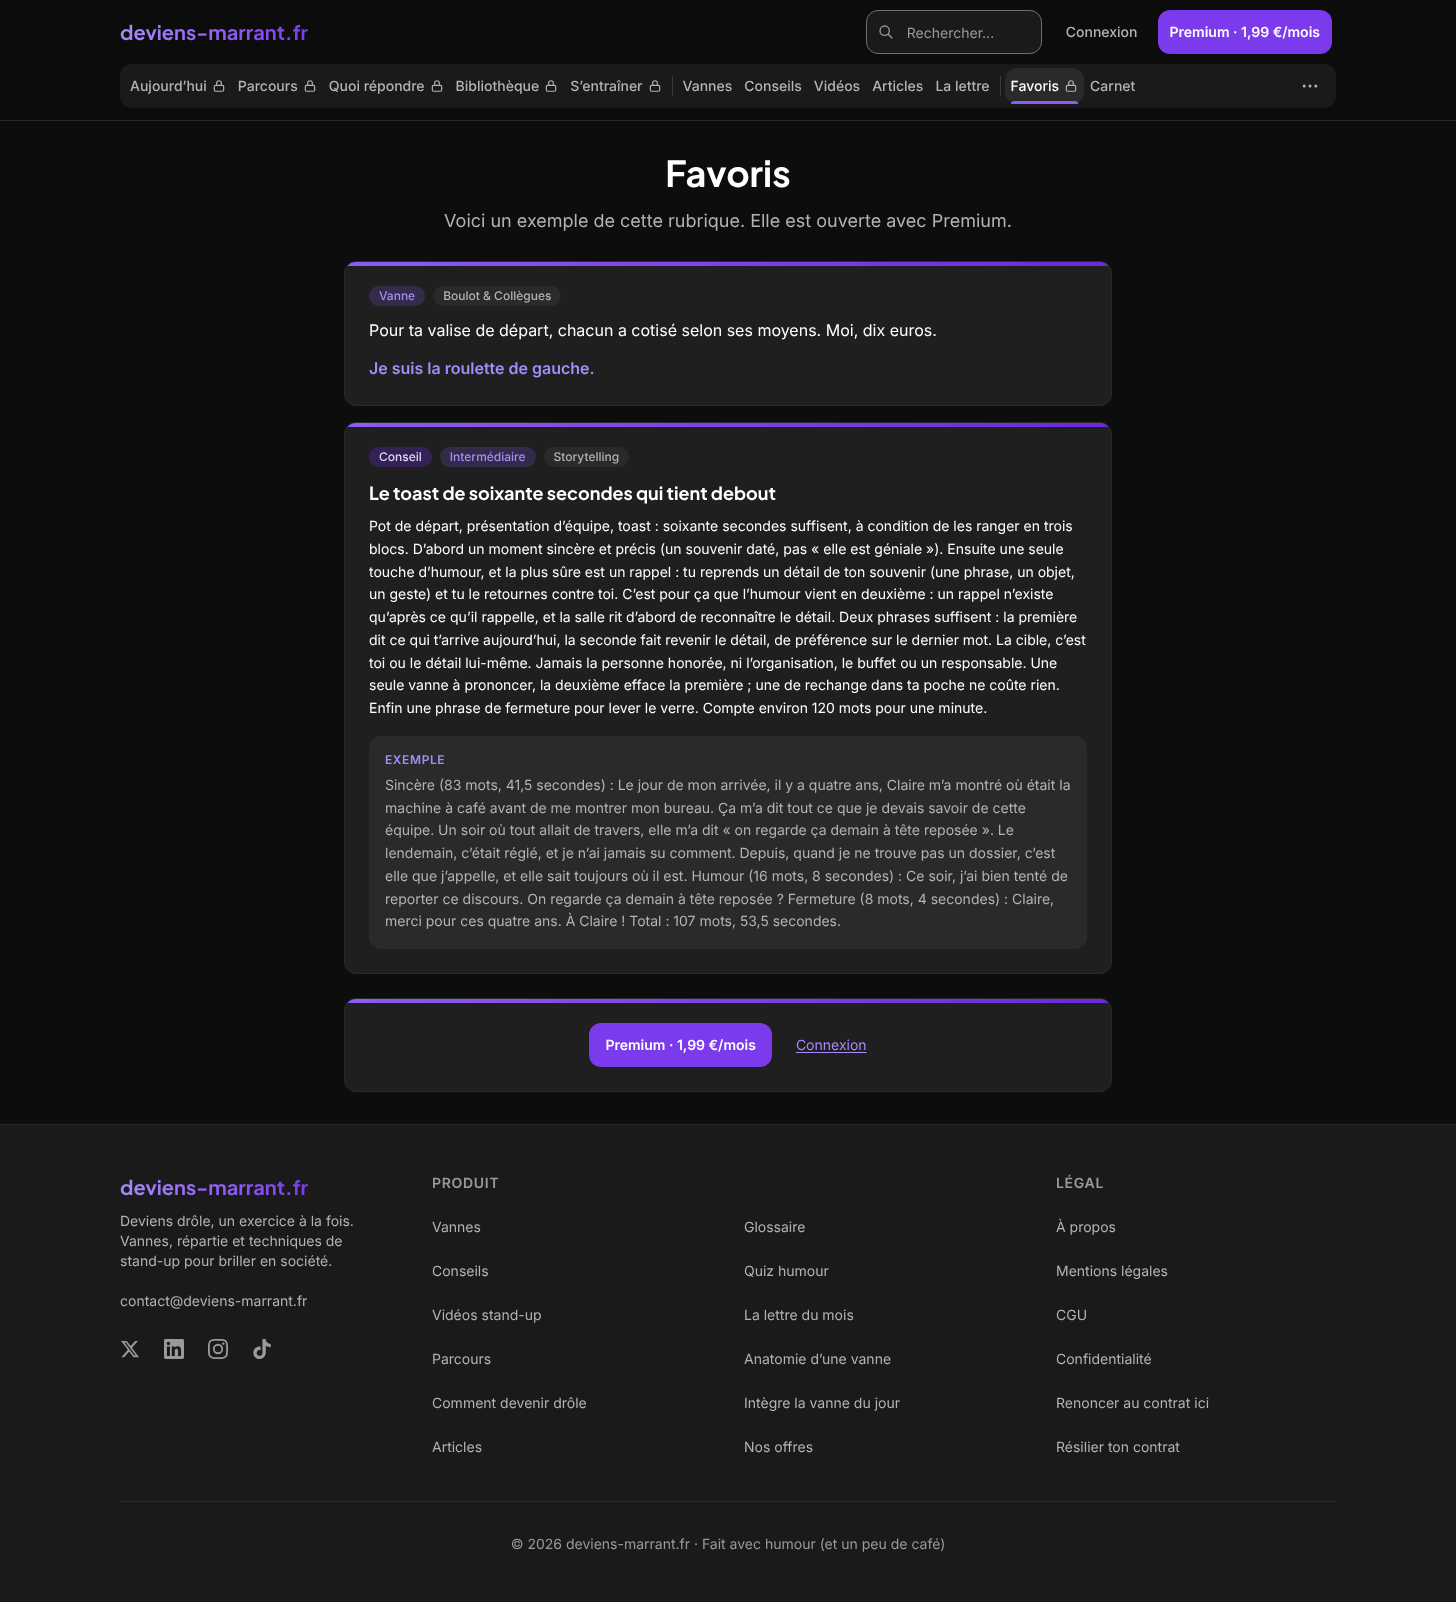 deviens-marrant.fr
Rechercher...
Connexion
Premium · 1,99 €/mois
Aujourd’hui
Parcours
Quoi répondre
Bibliothèque
S’entraîner
Vannes
Conseils
Vidéos
Articles
La lettre
Favoris
Carnet
Favoris
Voici un exemple de cette rubrique. Elle est ouverte avec Premium.
Vanne
Boulot & Collègues
Pour ta valise de départ, chacun a cotisé selon ses moyens. Moi, dix euros.
Je suis la roulette de gauche.
Conseil
Intermédiaire
Storytelling
Le toast de soixante secondes qui tient debout
Pot de départ, présentation d’équipe, toast : soixante secondes suffisent, à condition de les ranger en trois
blocs. D’abord un moment sincère et précis (un souvenir daté, pas « elle est géniale »). Ensuite une seule
touche d’humour, et la plus sûre est un rappel : tu reprends un détail de ton souvenir (une phrase, un objet,
un geste) et tu le retournes contre toi. C’est pour ça que l’humour vient en deuxième : un rappel n’existe
qu’après ce qu’il rappelle, et la salle rit d’abord de reconnaître le détail. Deux phrases suffisent : la première
dit ce qui t’arrive aujourd’hui, la seconde fait revenir le détail, de préférence sur le dernier mot. La cible, c’est
toi ou le détail lui-même. Jamais la personne honorée, ni l’organisation, le buffet ou un responsable. Une
seule vanne à prononcer, la deuxième efface la première ; une de rechange dans ta poche ne coûte rien.
Enfin une phrase de fermeture pour lever le verre. Compte environ 120 mots pour une minute.
EXEMPLE
Sincère (83 mots, 41,5 secondes) : Le jour de mon arrivée, il y a quatre ans, Claire m’a montré où était la
machine à café avant de me montrer mon bureau. Ça m’a dit tout ce que je devais savoir de cette
équipe. Un soir où tout allait de travers, elle m’a dit « on regarde ça demain à tête reposée ». Le
lendemain, c’était réglé, et je n’ai jamais su comment. Depuis, quand je ne trouve pas un dossier, c’est
elle que j’appelle, et elle sait toujours où il est. Humour (16 mots, 8 secondes) : Ce soir, j’ai bien tenté de
reporter ce discours. On regarde ça demain à tête reposée ? Fermeture (8 mots, 4 secondes) : Claire,
merci pour ces quatre ans. À Claire ! Total : 107 mots, 53,5 secondes.
Premium · 1,99 €/mois
Connexion
deviens-marrant.fr
Deviens drôle, un exercice à la fois.
Vannes, répartie et techniques de
stand-up pour briller en société.
contact@deviens-marrant.fr
PRODUIT
Vannes
Conseils
Vidéos stand-up
Parcours
Comment devenir drôle
Articles
Glossaire
Quiz humour
La lettre du mois
Anatomie d’une vanne
Intègre la vanne du jour
Nos offres
LÉGAL
À propos
Mentions légales
CGU
Confidentialité
Renoncer au contrat ici
Résilier ton contrat
© 2026 deviens-marrant.fr · Fait avec humour (et un peu de café)